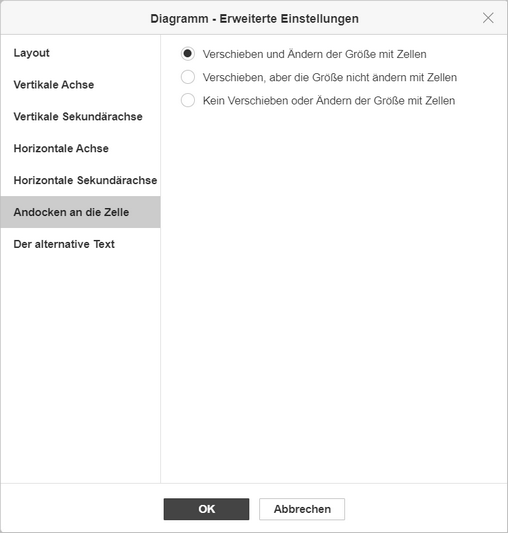 Diagramm - Erweiterte Einstellungen
Layout
Vertikale Achse
Vertikale Sekundärachse
Horizontale Achse
Horizontale Sekundärachse
Andocken an die Zelle
Der alternative Text
Verschieben und Ändern der Größe mit Zellen
Verschieben, aber die Größe nicht ändern mit Zellen
Kein Verschieben oder Ändern der Größe mit Zellen
OK
Abbrechen